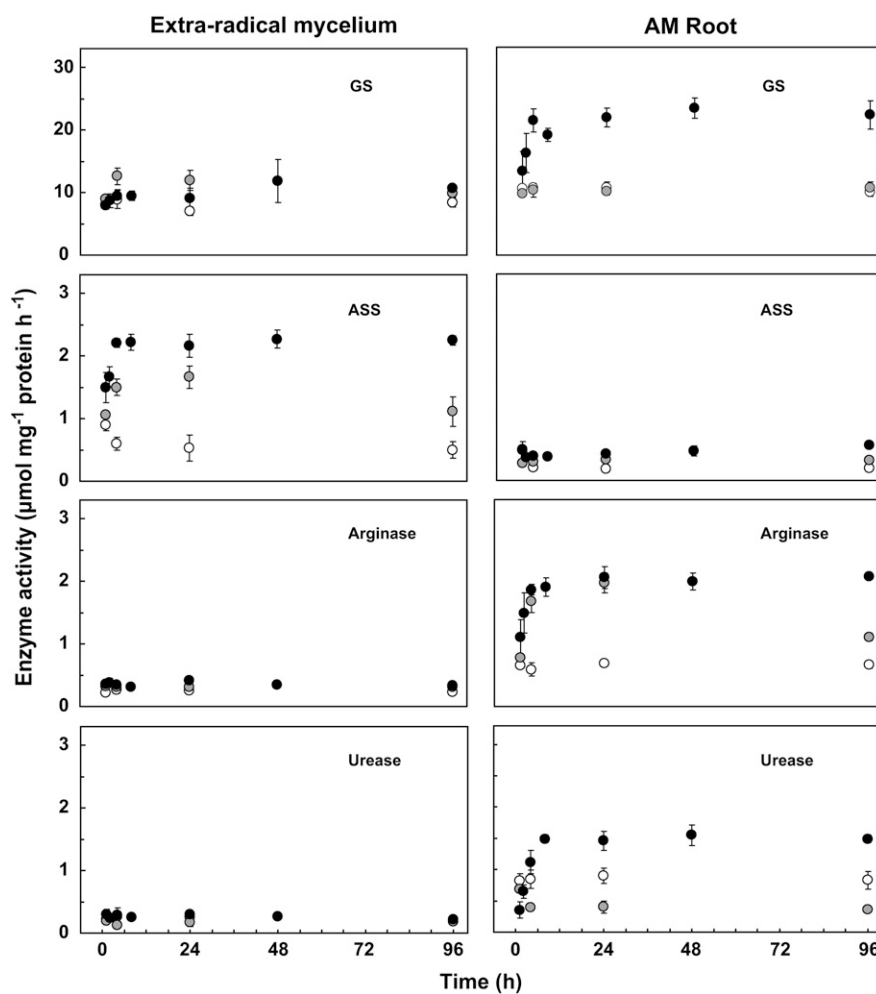 Extra-radical mycelium
AM Root
Enzyme activity (µmol mg⁻¹ protein h⁻¹)
30
20
10
0
GS
GS
3
2
1
0
ASS
ASS
3
2
1
0
Arginase
Arginase
3
2
1
0
Urease
Urease
0 24 48 72 96
0 24 48 72 96
Time (h)